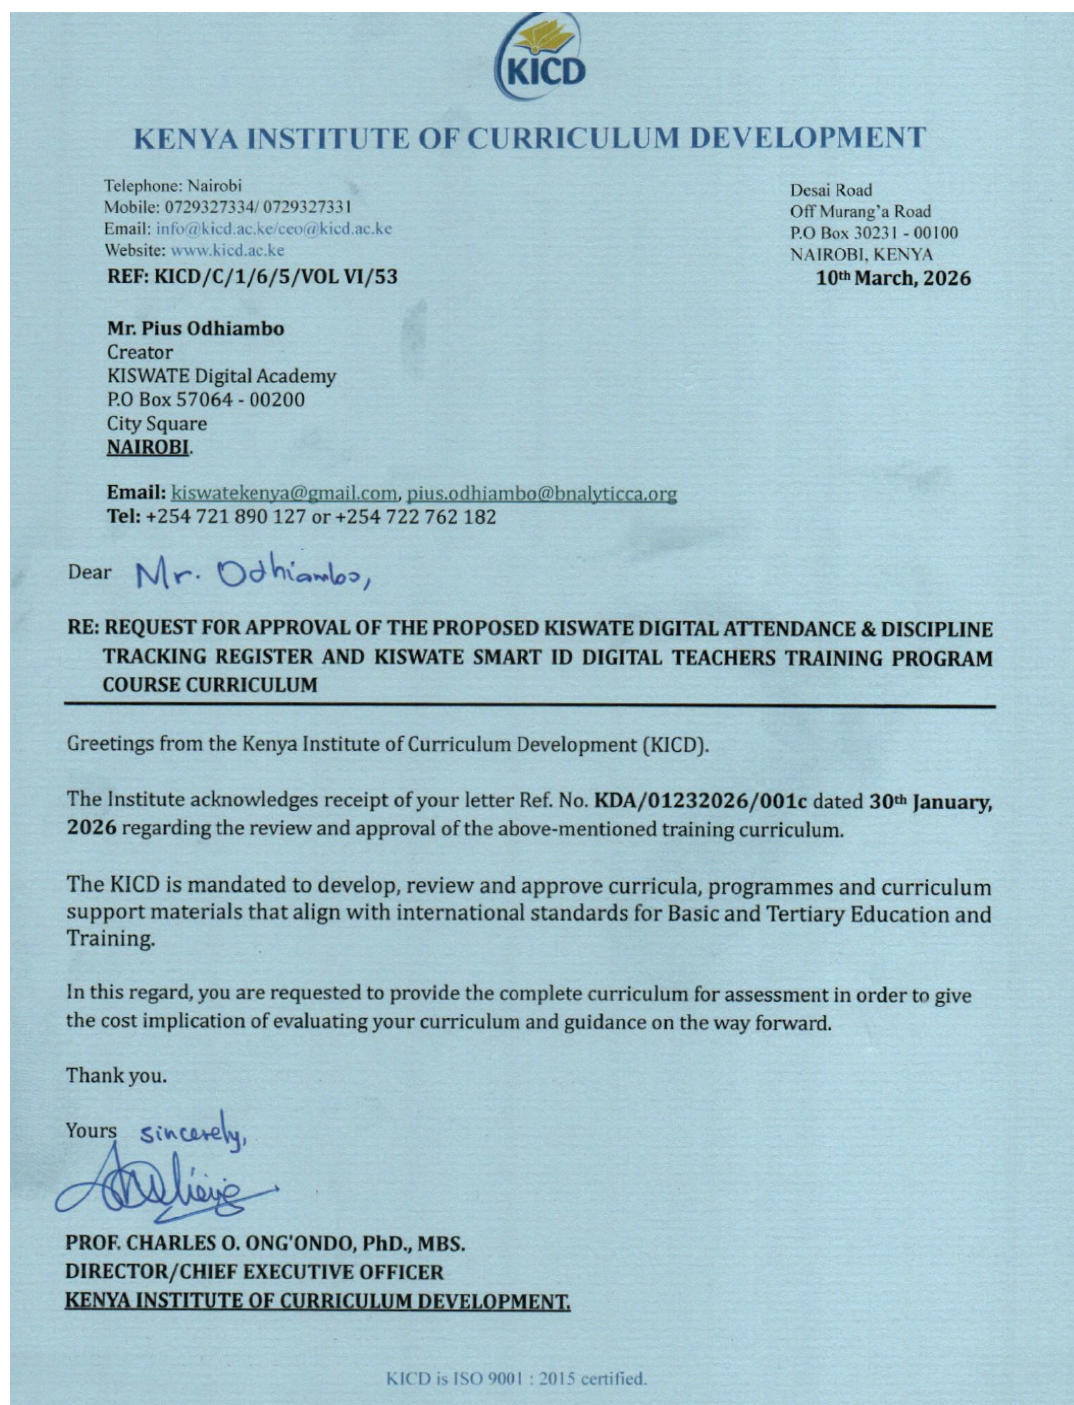 KICD
KENYA INSTITUTE OF CURRICULUM DEVELOPMENT
Telephone: Nairobi
Mobile: 0729327334/ 0729327331
Email: info@kicd.ac.ke/ceo@kicd.ac.ke
Website: www.kicd.ac.ke
REF: KICD/C/1/6/5/VOL VI/53
Desai Road
Off Murang'a Road
P.O Box 30231 - 00100
NAIROBI, KENYA
10th March, 2026
Mr. Pius Odhiambo
Creator
KISWATE Digital Academy
P.O Box 57064 - 00200
City Square
NAIROBI.
Email: kiswatekenya@gmail.com, pius.odhiambo@bnalyticca.org
Tel: +254 721 890 127 or +254 722 762 182
Dear Mr. Odhiambo,
RE: REQUEST FOR APPROVAL OF THE PROPOSED KISWATE DIGITAL ATTENDANCE & DISCIPLINE
TRACKING REGISTER AND KISWATE SMART ID DIGITAL TEACHERS TRAINING PROGRAM
COURSE CURRICULUM
Greetings from the Kenya Institute of Curriculum Development (KICD).
The Institute acknowledges receipt of your letter Ref. No. KDA/01232026/001c dated 30th January,
2026 regarding the review and approval of the above-mentioned training curriculum.
The KICD is mandated to develop, review and approve curricula, programmes and curriculum
support materials that align with international standards for Basic and Tertiary Education and
Training.
In this regard, you are requested to provide the complete curriculum for assessment in order to give
the cost implication of evaluating your curriculum and guidance on the way forward.
Thank you.
Yours sincerely,
PROF. CHARLES O. ONG'ONDO, PhD., MBS.
DIRECTOR/CHIEF EXECUTIVE OFFICER
KENYA INSTITUTE OF CURRICULUM DEVELOPMENT.
KICD is ISO 9001 : 2015 certified.